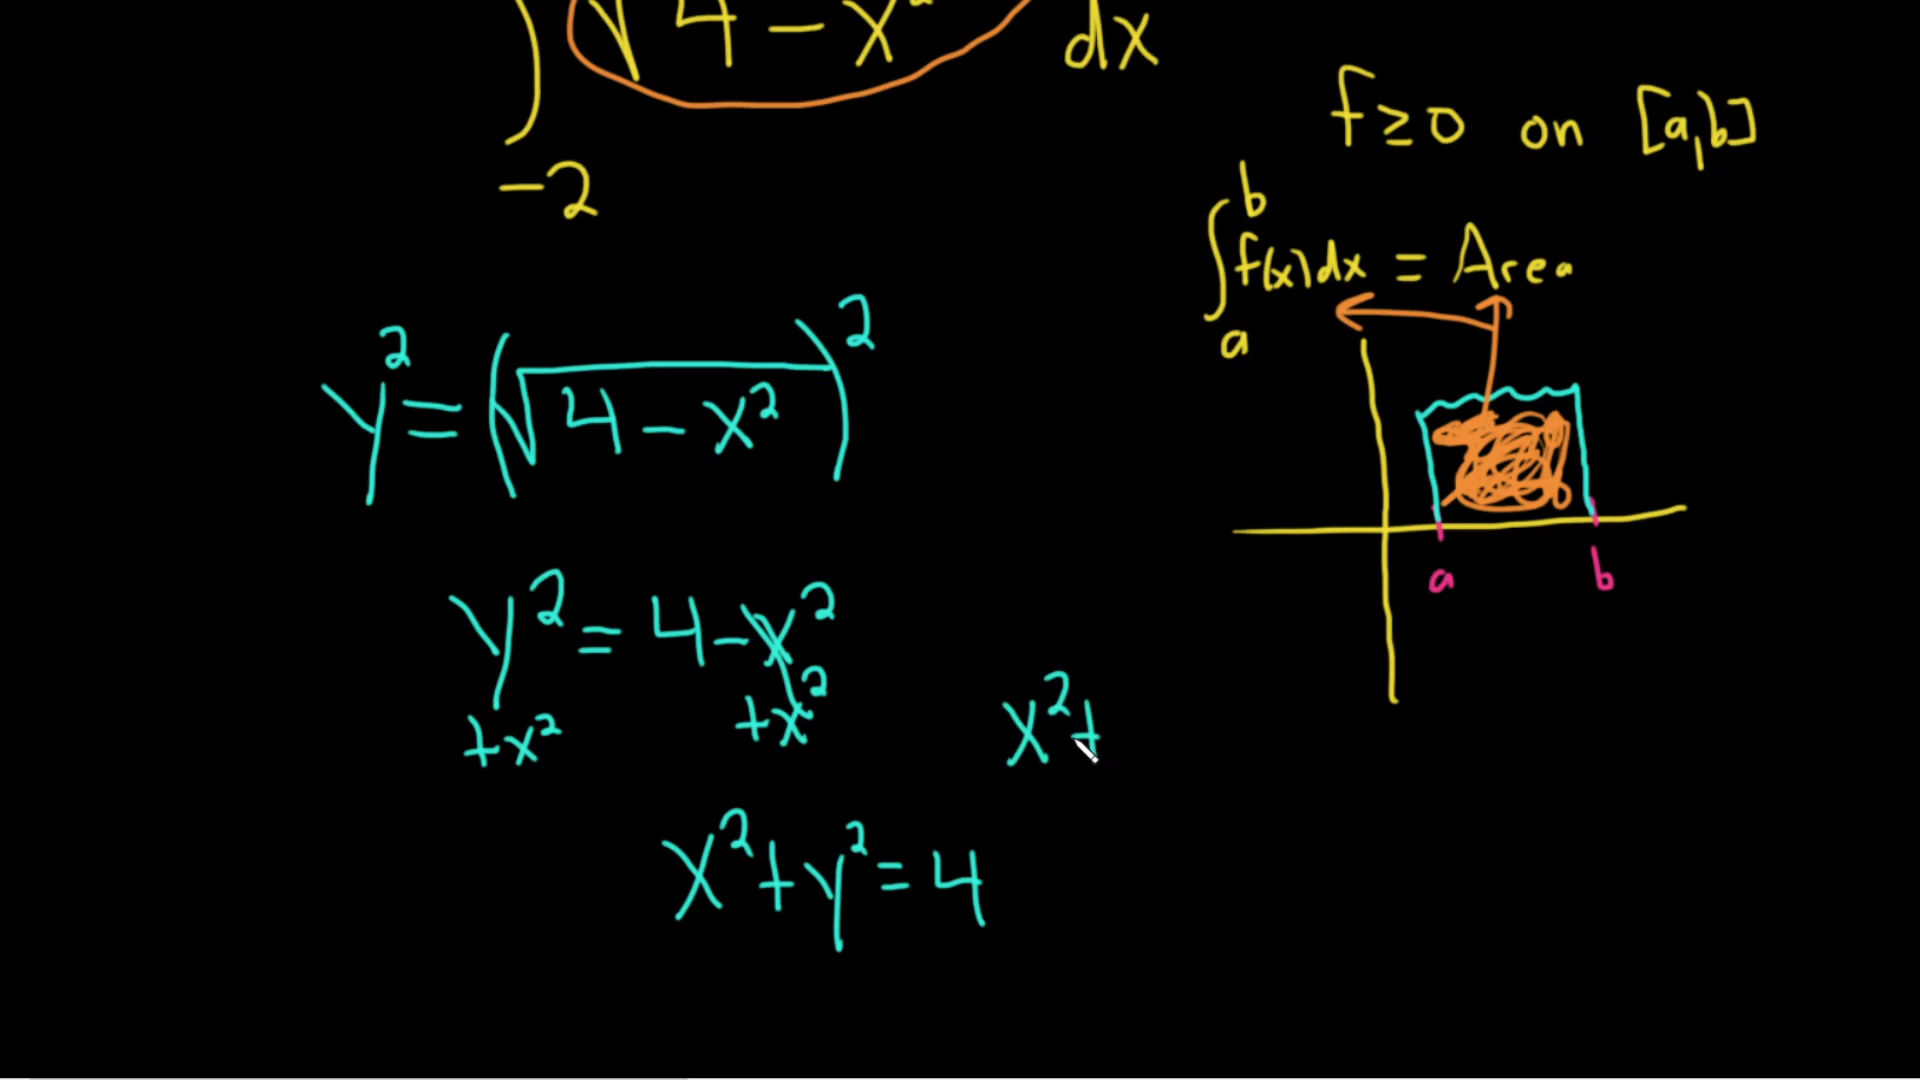 ∫ √4 - x² dx
-2
f ≥ 0 on [a,b]
b
∫ f(x)dx = Area
a
y² = (√4 - x²)²
y² = 4 - x²
+x² +x²
a b
x² +
x² + y² = 4